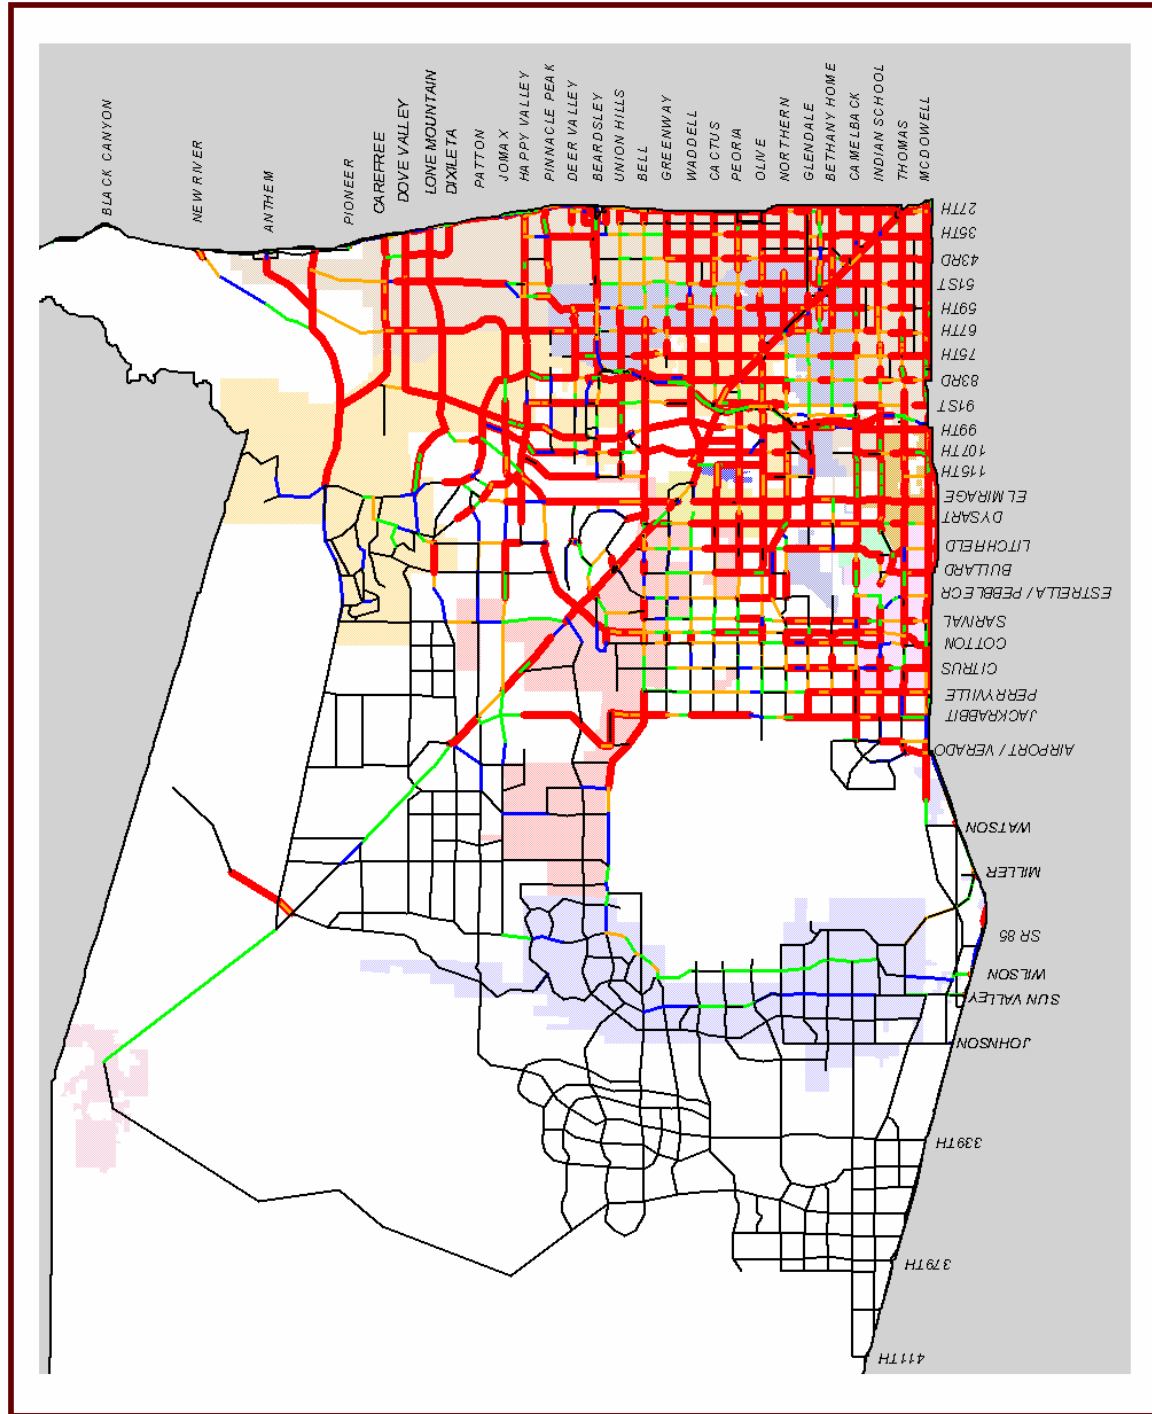 BLACK CANYON
NEW RIVER
ANTHEM
PIONEER
CAREFREE
DOVE VALLEY
LONE MOUNTAIN
DIXILETA
PATTON
JOMAX
HAPPY VALLEY
PINNACLE PEAK
DEER VALLEY
BEARDSLEY
UNION HILLS
BELL
GREENWAY
WADDELL
CACTUS
PEORIA
OLIVE
NORTHERN
GLENDALE
BETHANY HOME
CAMELBACK
INDIAN SCHOOL
THOMAS
MCDOWELL
27TH
35TH
43RD
51ST
59TH
67TH
75TH
83RD
91ST
99TH
107TH
115TH
EL MIRAGE
DYSART
LITCHFIELD
BULLARD
ESTRELLA / PEBBLE CR
SARIVAL
COTTON
CITRUS
PERRYVILLE
JACKRABBIT
AIRPORT / VERADO
WATSON
MILLER
SR 85
WILSON
SUN VALLEY
JOHNSON
339TH
379TH
411TH